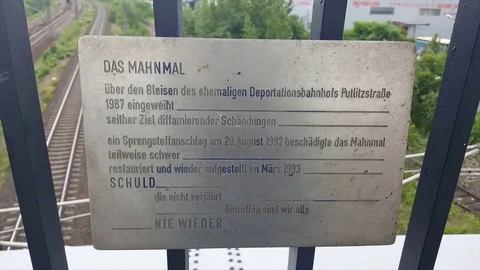 DAS MAHNMAL
über den Gleisen des ehemaligen Deportationsbahnhofs Putlitzstraße
1987 eingeweiht
seither Ziel diffamierender Schändungen
ein Sprengstoffanschlag am 29. August 1992 beschädigte das Mahnmal
teilweise schwer
restauriert und wieder aufgestellt im März 1993
SCHULD
die nicht verjährt
betroffen sind wir alle
NIE WIEDER